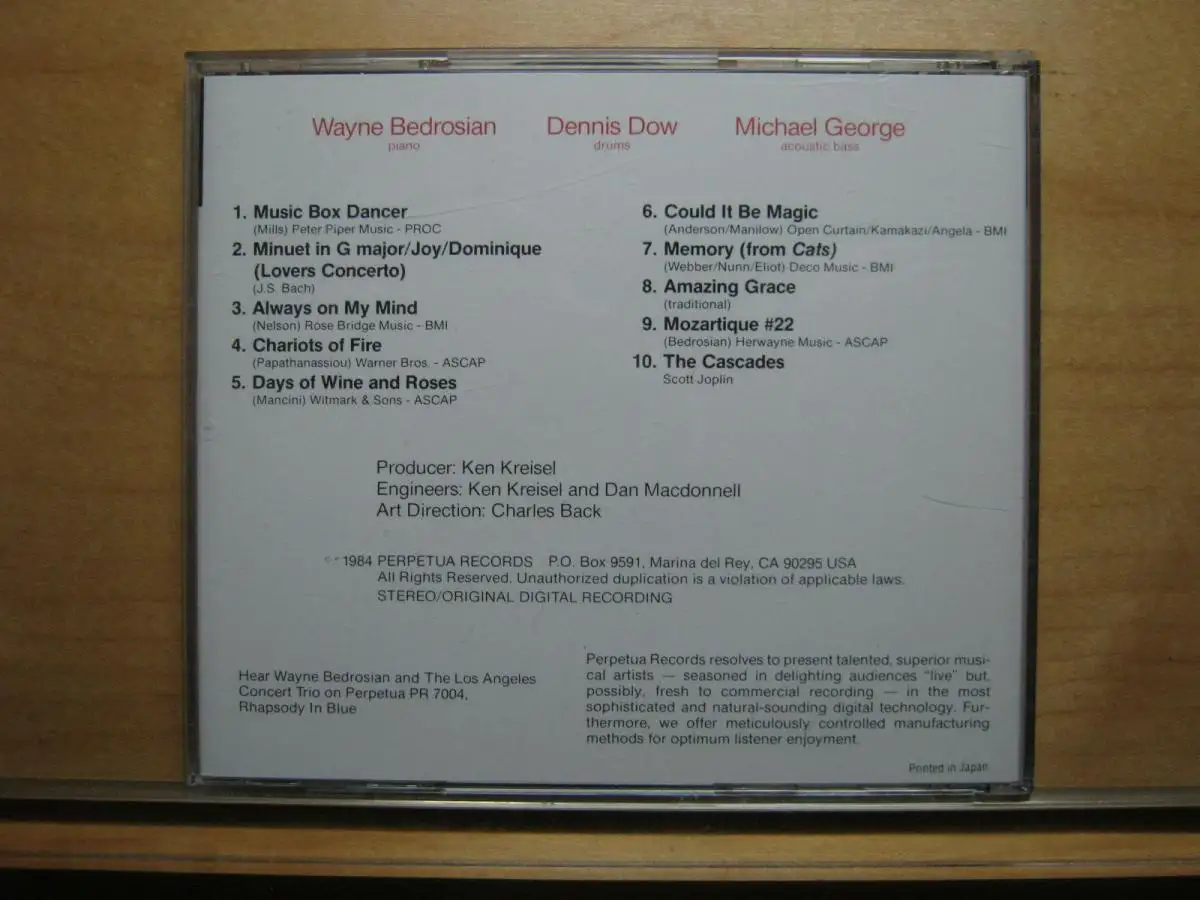 Wayne Bedrosian
piano
Dennis Dow
drums
Michael George
acoustic bass
1. Music Box Dancer
(Mills) Peter Piper Music - PROC
2. Minuet in G major/Joy/Dominique
(Lovers Concerto)
(J.S. Bach)
3. Always on My Mind
(Nelson) Rose Bridge Music - BMI
4. Chariots of Fire
(Papathanassiou) Warner Bros. - ASCAP
5. Days of Wine and Roses
(Mancini) Witmark & Sons - ASCAP
6. Could It Be Magic
(Anderson/Manilow) Open Curtain/Kamakazi/Angela - BMI
7. Memory (from Cats)
(Webber/Nunn/Eliot) Deco Music - BMI
8. Amazing Grace
(traditional)
9. Mozartique #22
(Bedrosian) Herwayne Music - ASCAP
10. The Cascades
Scott Joplin
Producer: Ken Kreisel
Engineers: Ken Kreisel and Dan Macdonnell
Art Direction: Charles Back
1984 PERPETUA RECORDS P.O. Box 9591, Marina del Rey, CA 90295 USA
All Rights Reserved. Unauthorized duplication is a violation of applicable laws.
STEREO/ORIGINAL DIGITAL RECORDING
Hear Wayne Bedrosian and The Los Angeles
Concert Trio on Perpetua PR 7004,
Rhapsody In Blue
Perpetua Records resolves to present talented, superior musi-
cal artists — seasoned in delighting audiences "live" but,
possibly, fresh to commercial recording — in the most
sophisticated and natural-sounding digital technology. Fur-
thermore, we offer meticulously controlled manufacturing
methods for optimum listener enjoyment.
Printed in Japan